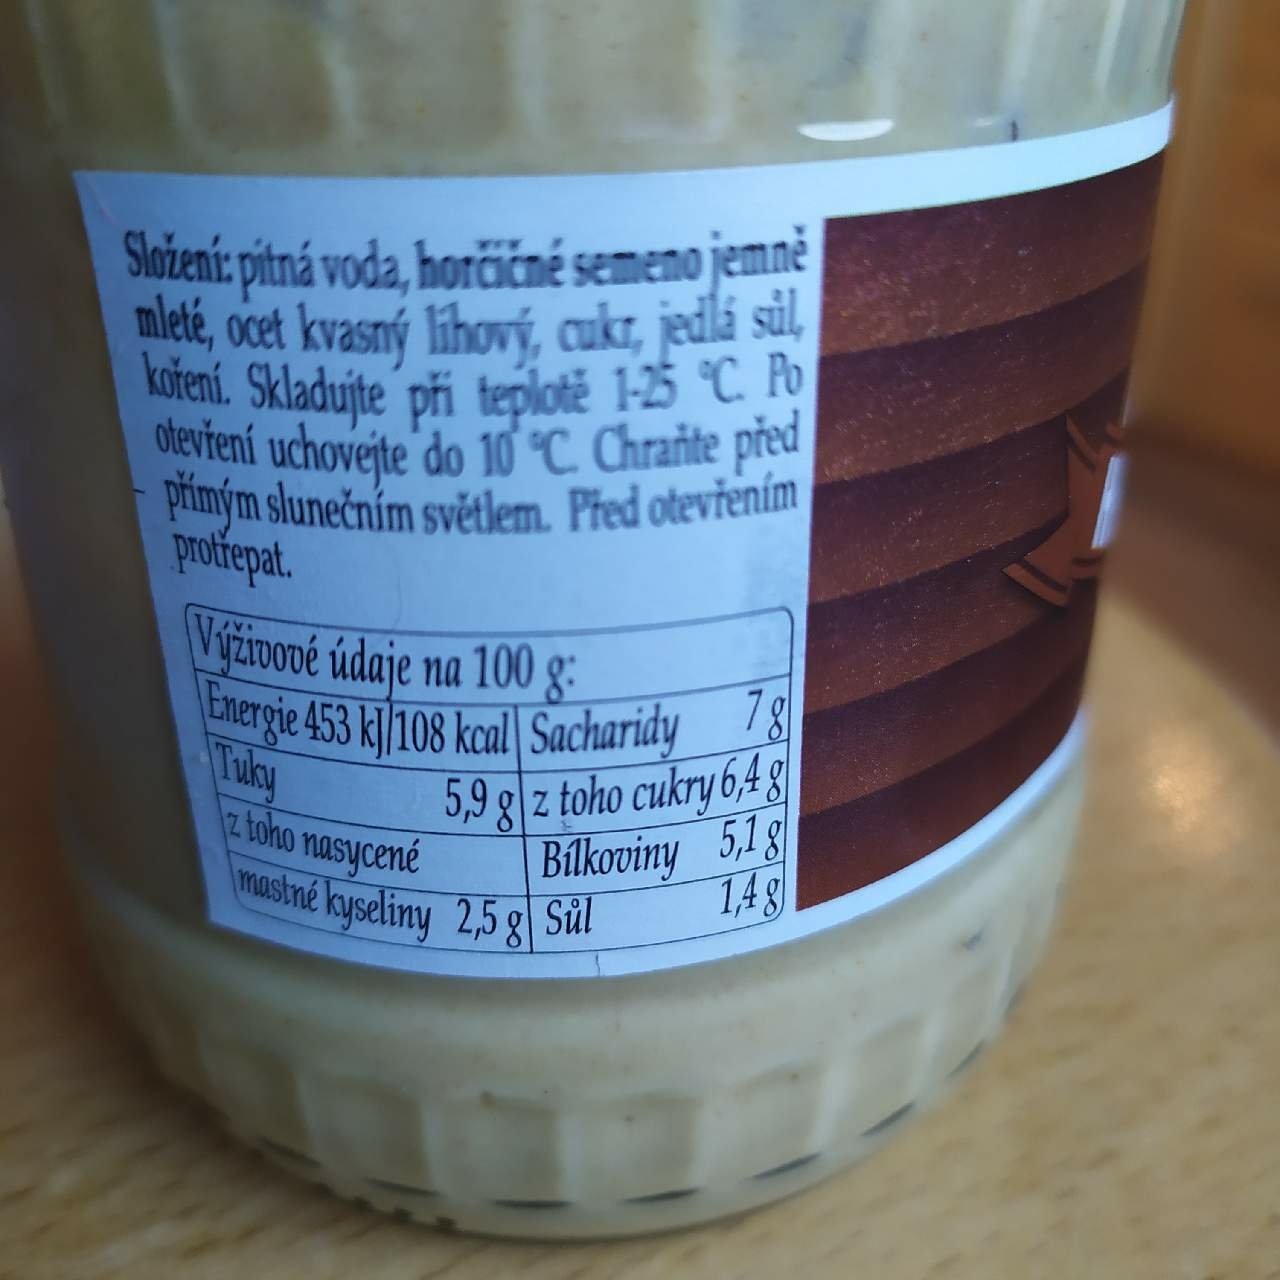 Složení: pitná voda, horčičné semeno jemně
mleté, ocet kvasný lihový, cukr, jedlá sůl,
koření. Skladujte při teplotě 1-25 °C. Po
otevření uchovejte do 10 °C. Chraňte před
přímým slunečním světlem. Před otevřením
protřepat.
Výživové údaje na 100 g:
Energie 453 kJ/108 kcal Sacharidy 7 g
Tuky 5,9 g z toho cukry 6,4 g
z toho nasycené Bílkoviny 5,1 g
mastné kyseliny 2,5 g Sůl 1,4 g